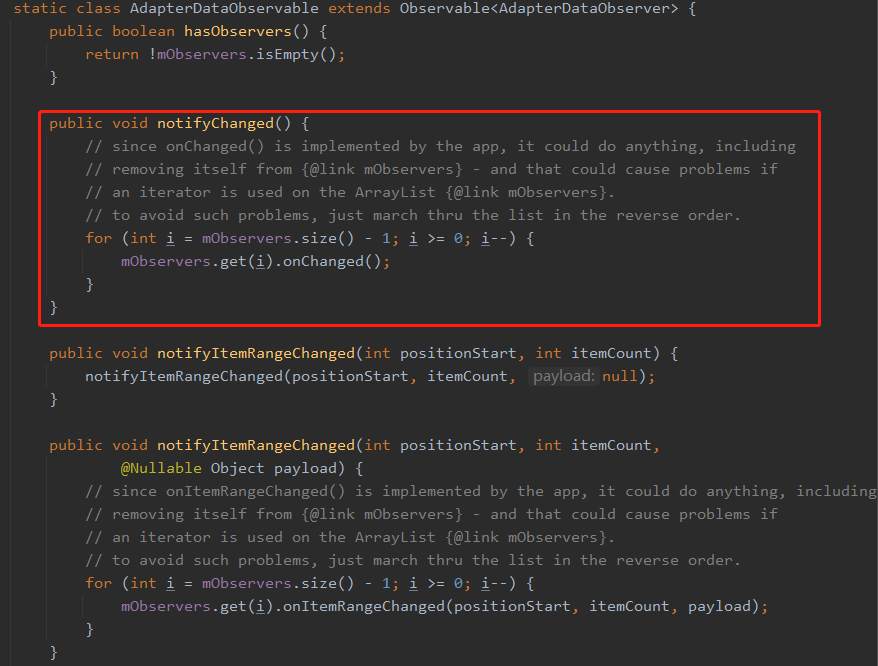 static class AdapterDataObservable extends Observable<AdapterDataObserver> {
public boolean hasObservers() {
return !mObservers.isEmpty();
}
public void notifyChanged() {
// since onChanged() is implemented by the app, it could do anything, including
// removing itself from {@link mObservers} - and that could cause problems if
// an iterator is used on the ArrayList {@link mObservers}.
// to avoid such problems, just march thru the list in the reverse order.
for (int i = mObservers.size() - 1; i >= 0; i--) {
mObservers.get(i).onChanged();
}
}
public void notifyItemRangeChanged(int positionStart, int itemCount) {
notifyItemRangeChanged(positionStart, itemCount, payload: null);
}
public void notifyItemRangeChanged(int positionStart, int itemCount,
@Nullable Object payload) {
// since onItemRangeChanged() is implemented by the app, it could do anything, including
// removing itself from {@link mObservers} - and that could cause problems if
// an iterator is used on the ArrayList {@link mObservers}.
// to avoid such problems, just march thru the list in the reverse order.
for (int i = mObservers.size() - 1; i >= 0; i--) {
mObservers.get(i).onItemRangeChanged(positionStart, itemCount, payload);
}
}